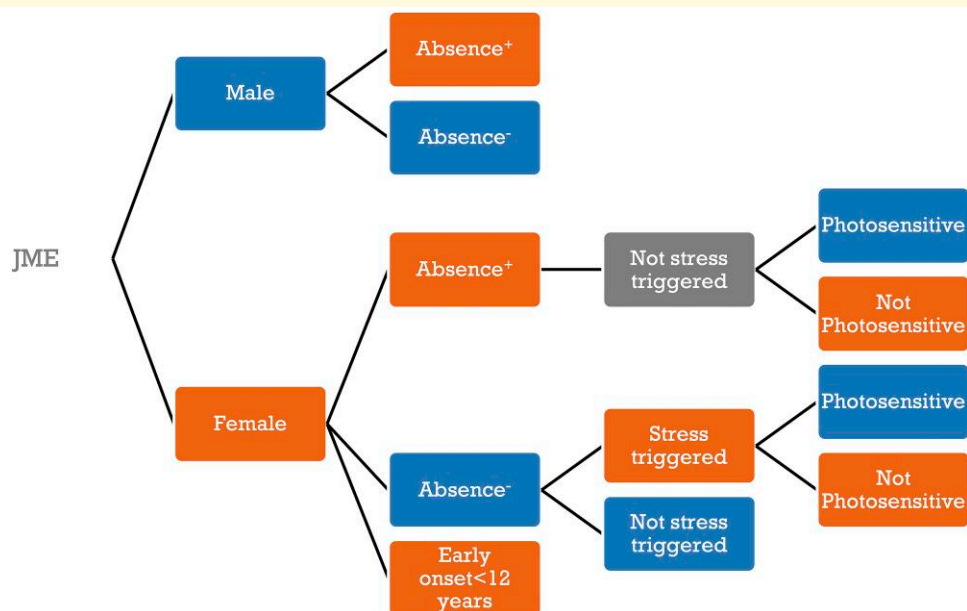 Absence⁺
Male
Absence⁻
JME
Absence⁺
Not stress
triggered
Photosensitive
Not
Photosensitive
Female
Absence⁻
Stress
triggered
Photosensitive
Not
Photosensitive
Not stress
triggered
Early
onset<12
years